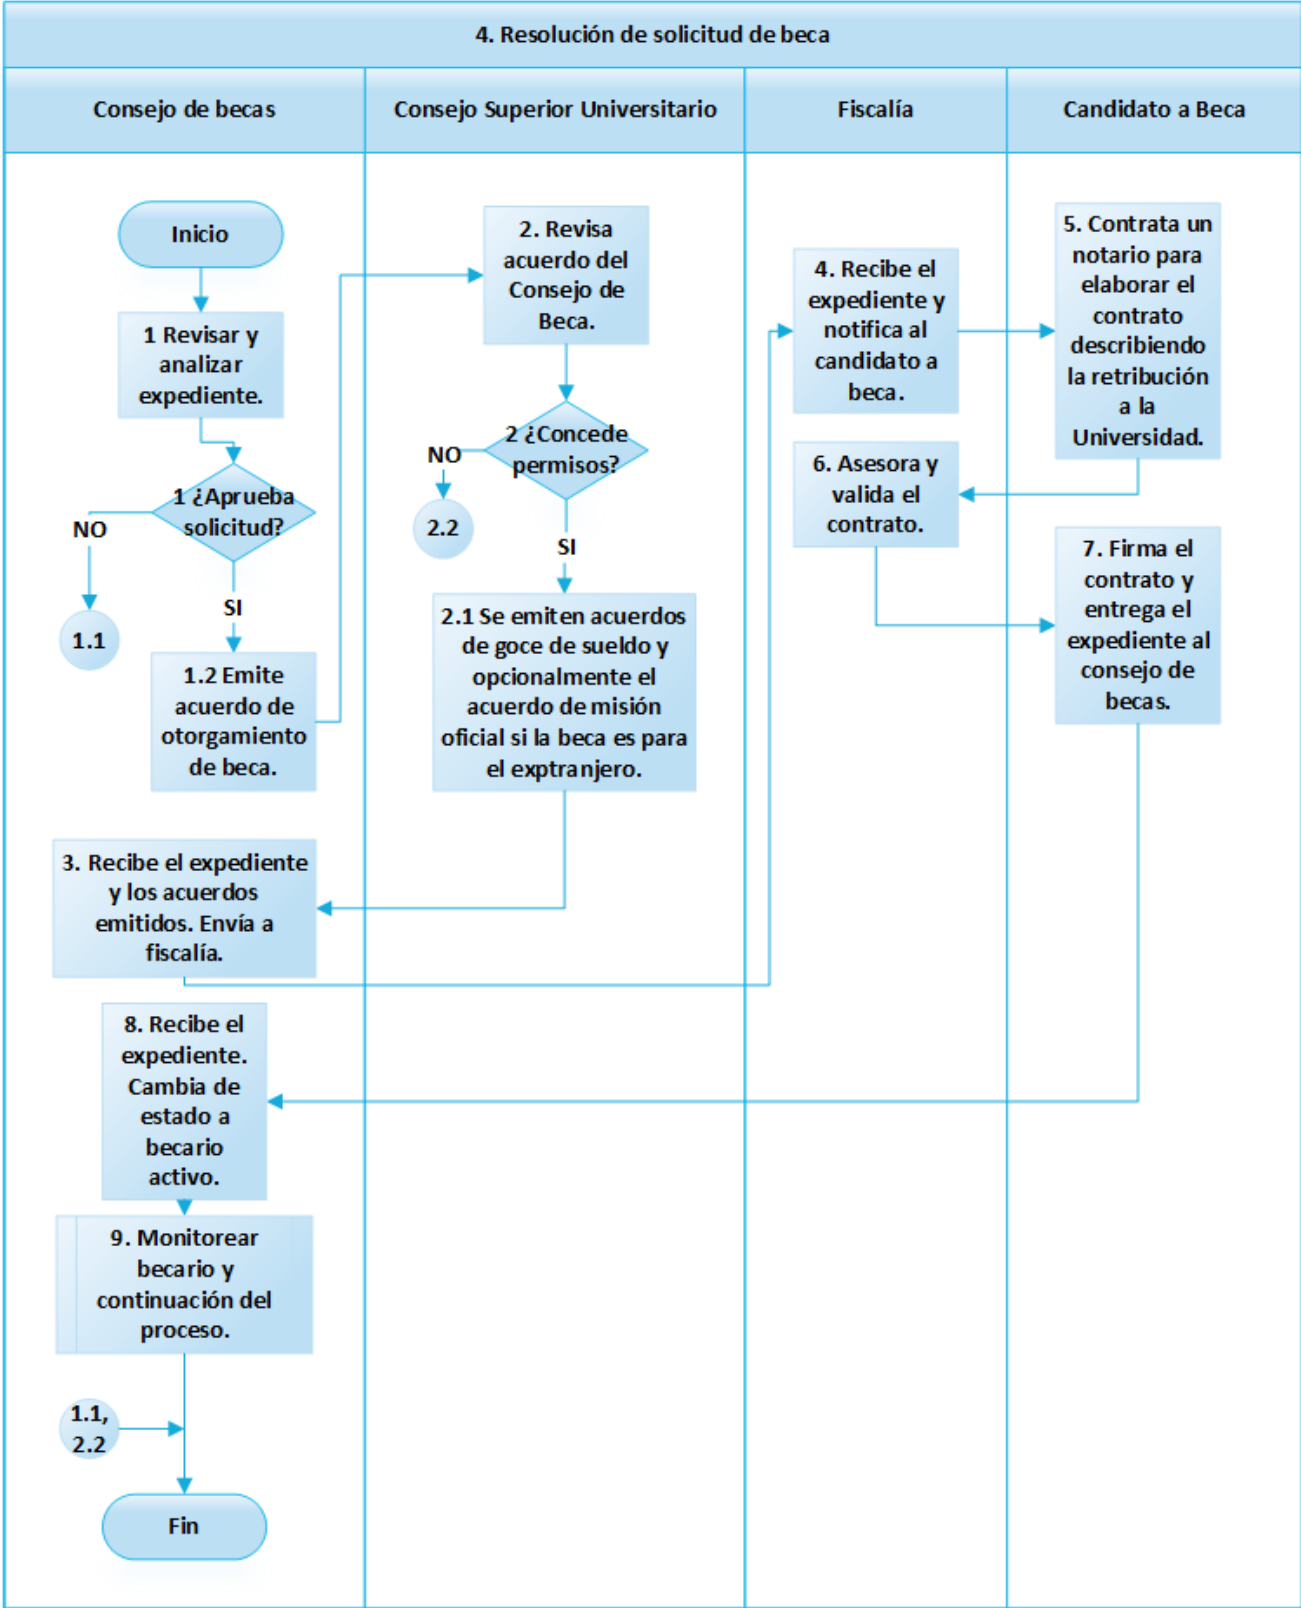 4. Resolución de solicitud de beca
Consejo de becas
Consejo Superior Universitario
Fiscalía
Candidato a Beca
Inicio
1 Revisar y
analizar
expediente.
1 ¿Aprueba
solicitud?
NO
1.1
SI
1.2 Emite
acuerdo de
otorgamiento
de beca.
2. Revisa
acuerdo del
Consejo de
Beca.
2 ¿Concede
permisos?
NO
2.2
SI
2.1 Se emiten acuerdos
de goce de sueldo y
opcionalmente el
acuerdo de misión
oficial si la beca es para
el exptranjero.
3. Recibe el expediente
y los acuerdos
emitidos. Envía a
fiscalía.
4. Recibe el
expediente y
notifica al
candidato a
beca.
5. Contrata un
notario para
elaborar el
contrato
describiendo
la retribución
a la
Universidad.
6. Asesora y
valida el
contrato.
7. Firma el
contrato y
entrega el
expediente al
consejo de
becas.
8. Recibe el
expediente.
Cambia de
estado a
becario
activo.
9. Monitorear
becario y
continuación del
proceso.
1.1,
2.2
Fin